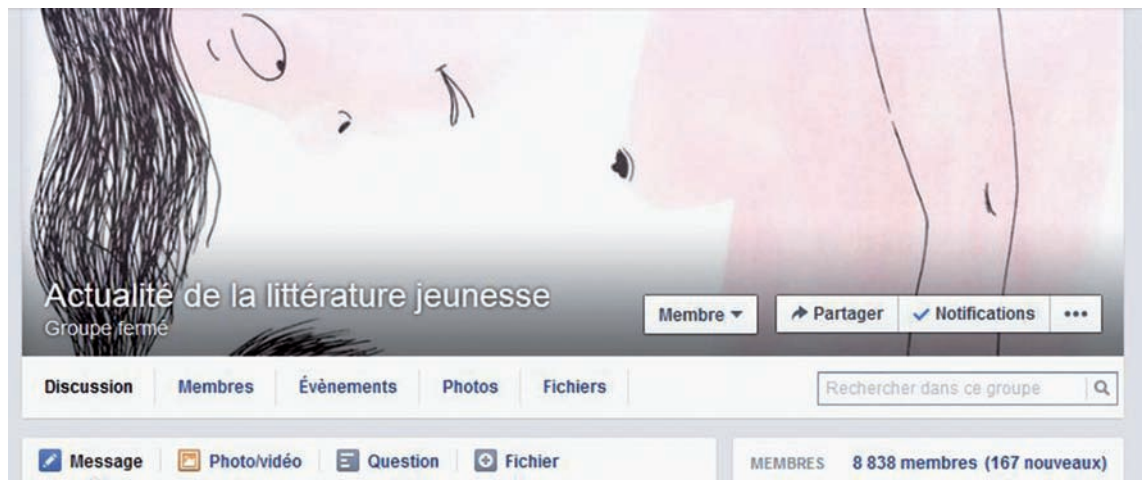 Actualité de la littérature jeunesse
Groupe fermé
Membre
Partager
Notifications
Discussion
Membres
Évènements
Photos
Fichiers
Rechercher dans ce groupe
Message
Photo/vidéo
Question
Fichier
MEMBRES 8 838 membres (167 nouveaux)